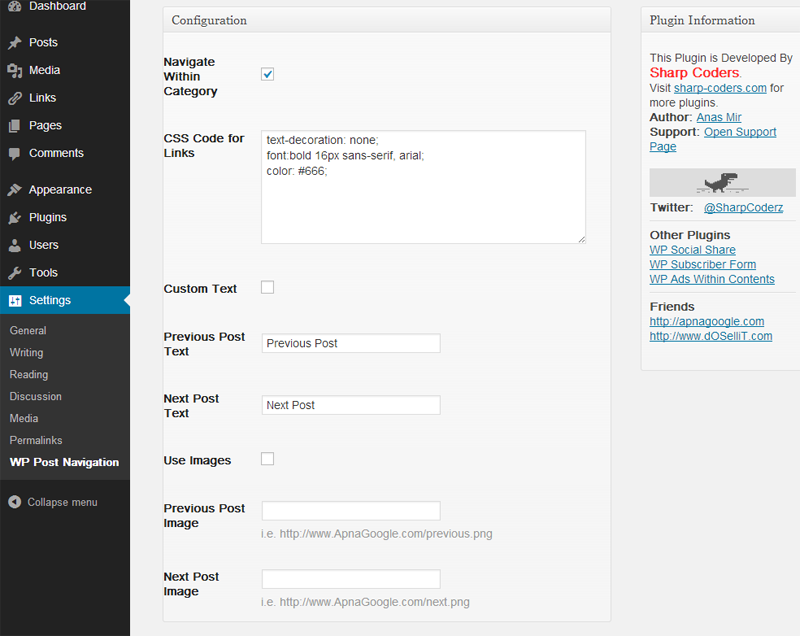 Dashboard
Posts
Media
Links
Pages
Comments
Appearance
Plugins
Users
Tools
Settings
General
Writing
Reading
Discussion
Media
Permalinks
WP Post Navigation
Collapse menu
Configuration
Navigate
Within
Category
CSS Code for
Links
text-decoration: none;
font:bold 16px sans-serif, arial;
color: #666;
Custom Text
Previous Post
Text
Previous Post
Next Post
Text
Next Post
Use Images
Previous Post
Image
i.e. http://www.ApnaGoogle.com/previous.png
Next Post
Image
i.e. http://www.ApnaGoogle.com/next.png
Plugin Information
This Plugin is Developed By
Sharp Coders.
Visit sharp-coders.com for
more plugins.
Author: Anas Mir
Support: Open Support
Page
Twitter: @SharpCoderz
Other Plugins
WP Social Share
WP Subscriber Form
WP Ads Within Contents
Friends
http://apnagoogle.com
http://www.dOSelliT.com